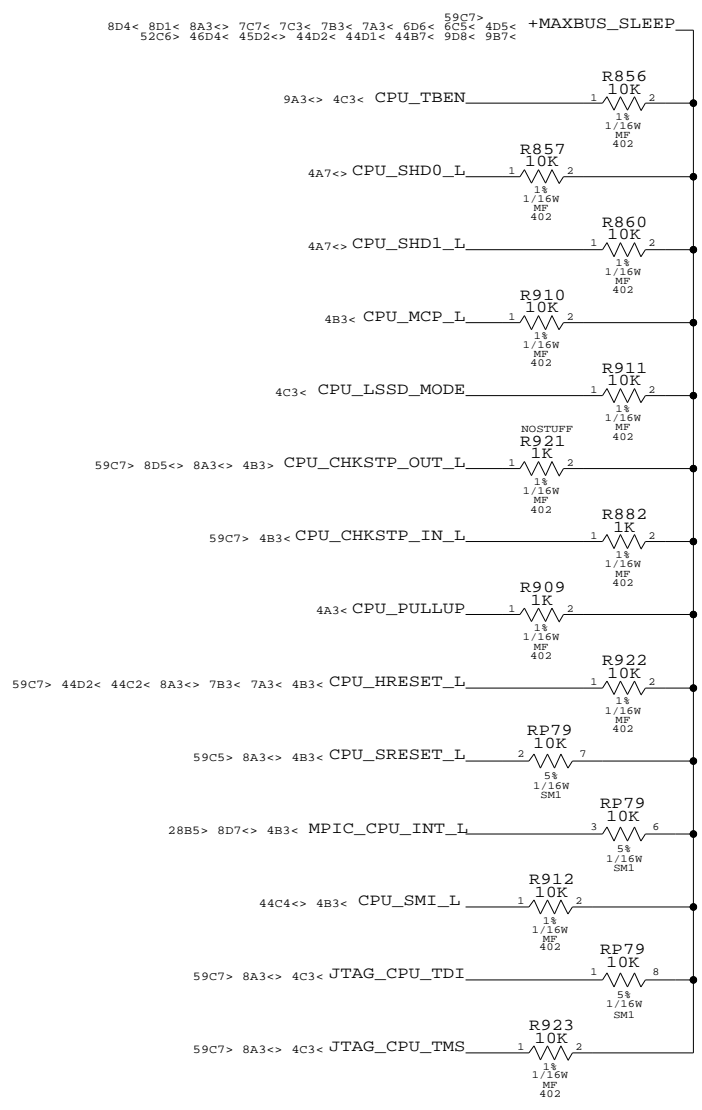 59C7>
8D4< 8D1< 8A3<> 7C7< 7C3< 7B3< 7A3< 6D6< 6C5< 4D5<
52C6> 46D4< 45D2<> 44D2< 44D1< 44B7< 9D8< 9B7<
+MAXBUS_SLEEP
R856
10K
9A3<> 4C3< CPU_TBEN 1 2
1%
1/16W
MF
402
R857
10K
4A7<> CPU_SHD0_L 1 2
1%
1/16W
MF
402
R860
10K
4A7<> CPU_SHD1_L 1 2
1%
1/16W
MF
402
R910
10K
4B3< CPU_MCP_L 1 2
1%
1/16W
MF
402
R911
10K
4C3< CPU_LSSD_MODE 1 2
1%
1/16W
MF
402
NOSTUFF
R921
1K
59C7> 8D5<> 8A3<> 4B3> CPU_CHKSTP_OUT_L 1 2
1%
1/16W
MF
402
R882
1K
59C7> 4B3< CPU_CHKSTP_IN_L 1 2
1%
1/16W
MF
402
R909
1K
4A3< CPU_PULLUP 1 2
1%
1/16W
MF
402
R922
10K
59C7> 44D2< 44C2< 8A3<> 7B3< 7A3< 4B3< CPU_HRESET_L 1 2
1%
1/16W
MF
402
RP79
10K
59C5> 8A3<> 4B3< CPU_SRESET_L 2 7
5%
1/16W
SM1
RP79
10K
28B5> 8D7<> 4B3< MPIC_CPU_INT_L 3 6
5%
1/16W
SM1
R912
10K
44C4<> 4B3< CPU_SMI_L 1 2
1%
1/16W
MF
402
RP79
10K
59C7> 8A3<> 4C3< JTAG_CPU_TDI 1 8
5%
1/16W
SM1
R923
10K
59C7> 8A3<> 4C3< JTAG_CPU_TMS 1 2
1%
1/16W
MF
402